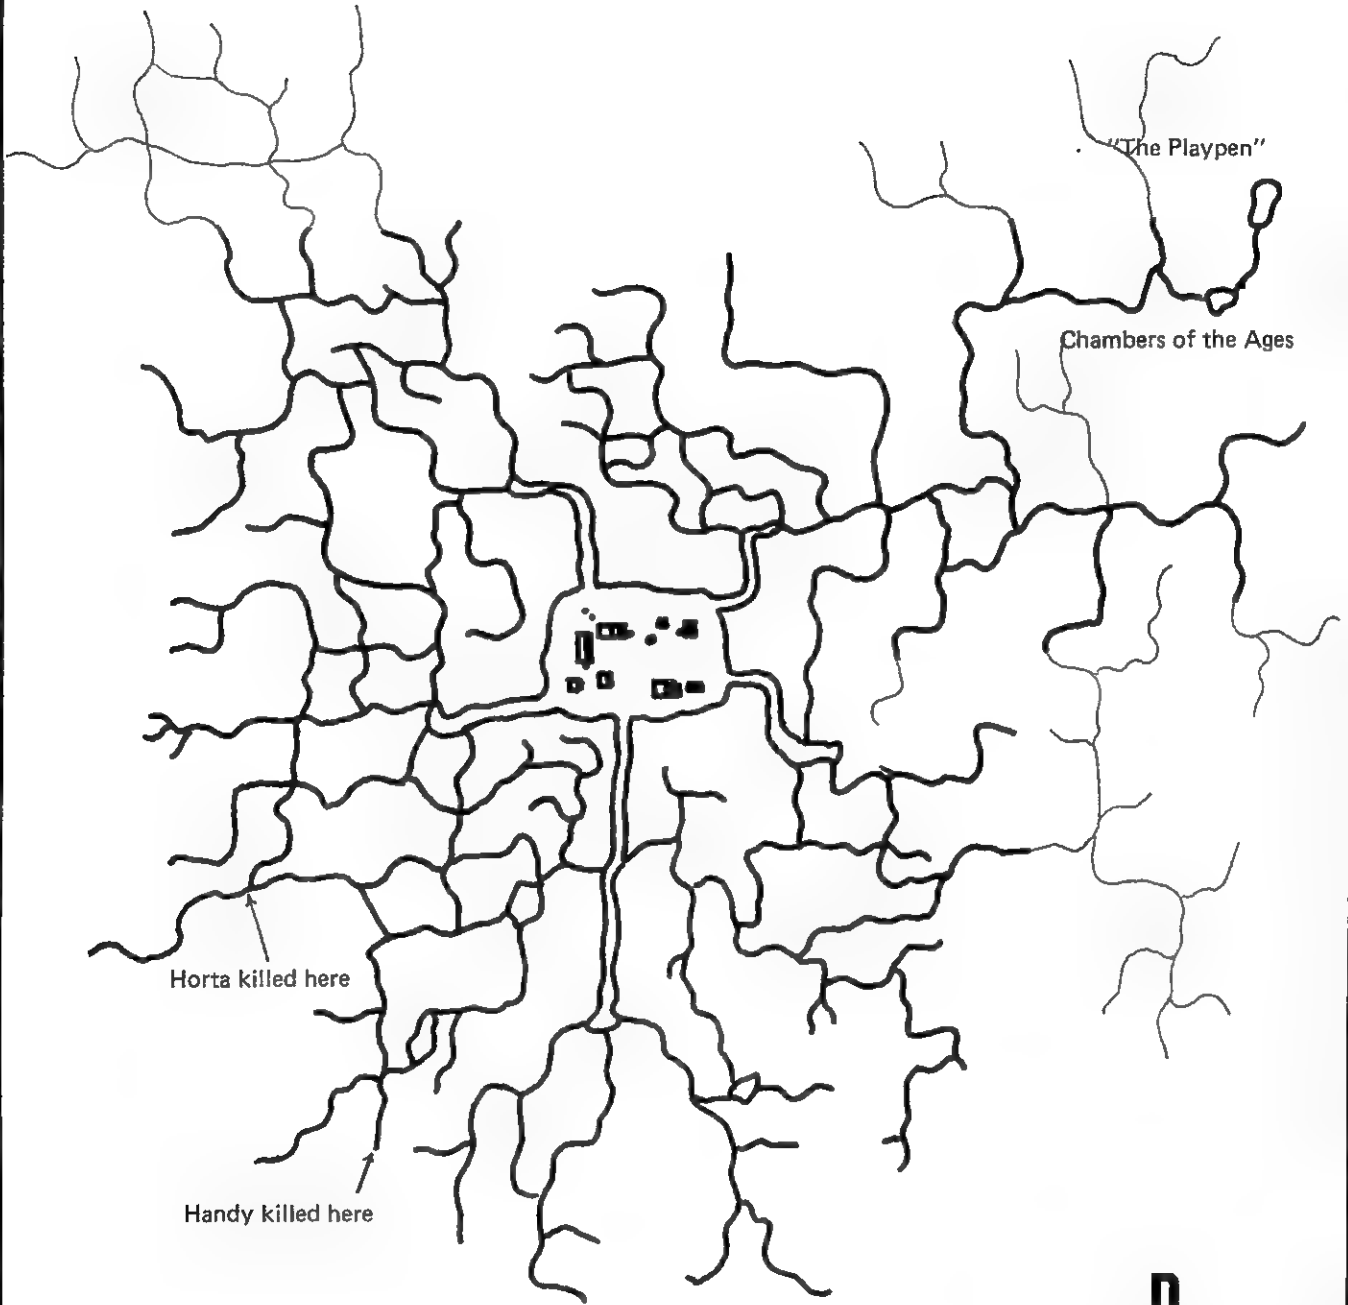 "The Playpen"
Chambers of the Ages
Horta killed here
Handy killed here